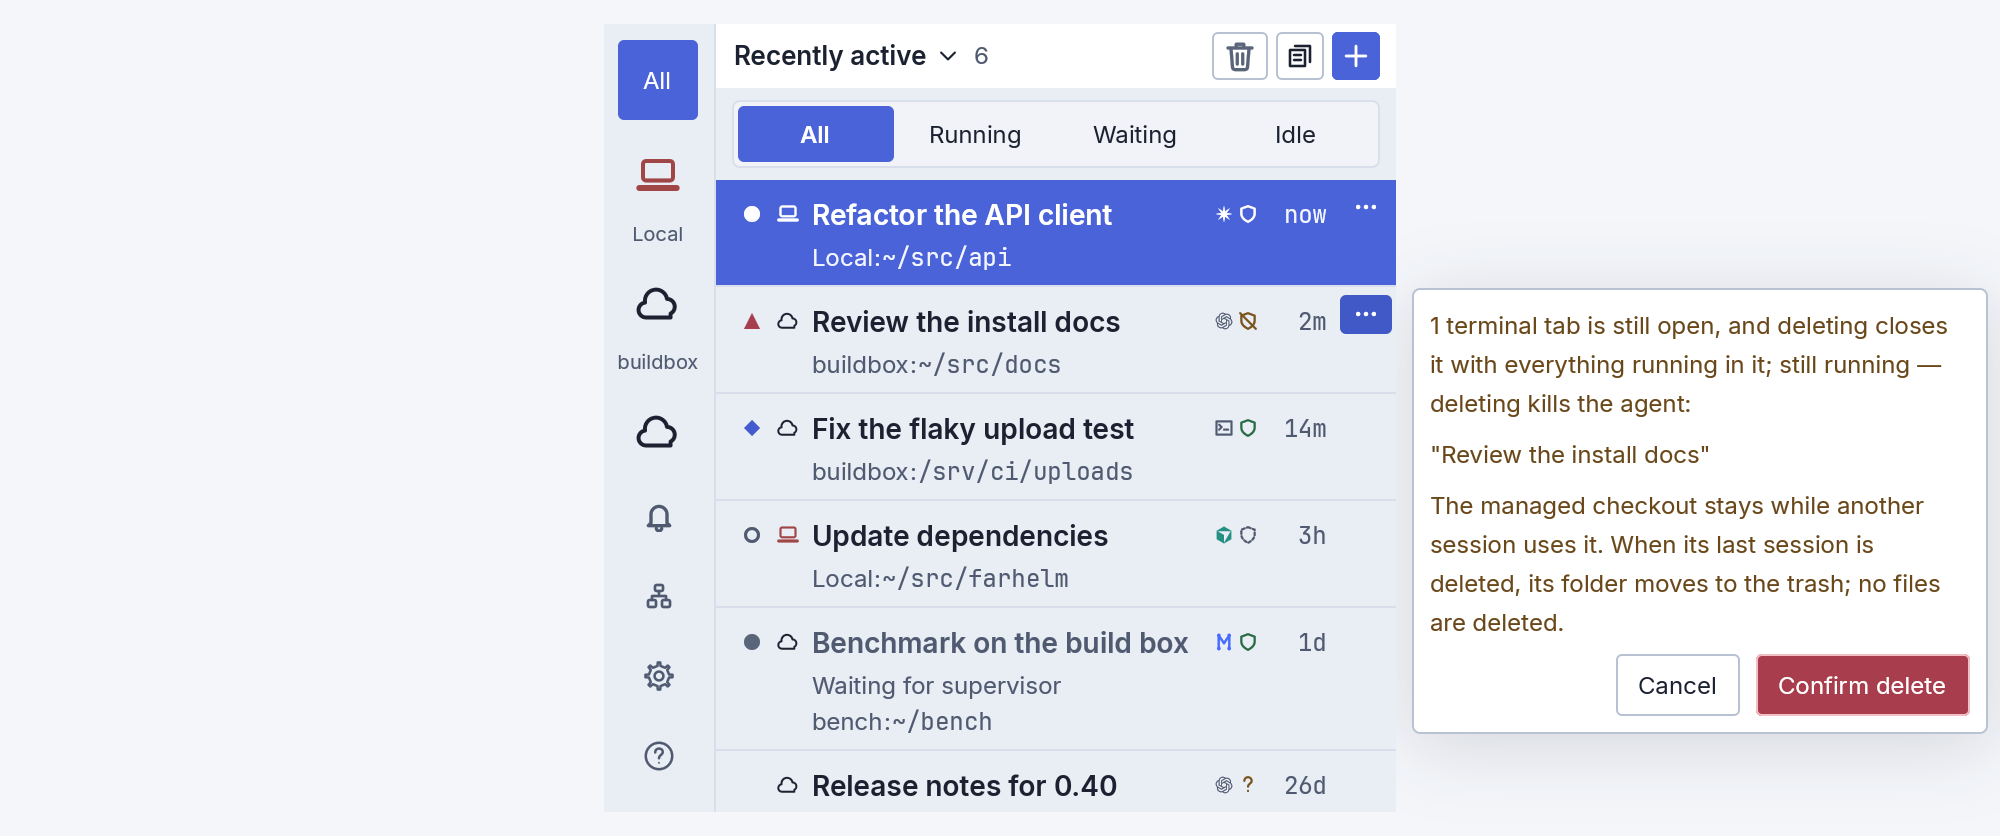 All
Local
buildbox
Recently active 6
All Running Waiting Idle
Refactor the API client now
Local:~/src/api
Review the install docs 2m
buildbox:~/src/docs
Fix the flaky upload test 14m
buildbox:/srv/ci/uploads
Update dependencies 3h
Local:~/src/farhelm
Benchmark on the build box 1d
Waiting for supervisor
bench:~/bench
Release notes for 0.40 ? 26d
1 terminal tab is still open, and deleting closes
it with everything running in it; still running —
deleting kills the agent:
"Review the install docs"
The managed checkout stays while another
session uses it. When its last session is
deleted, its folder moves to the trash; no files
are deleted.
Cancel Confirm delete